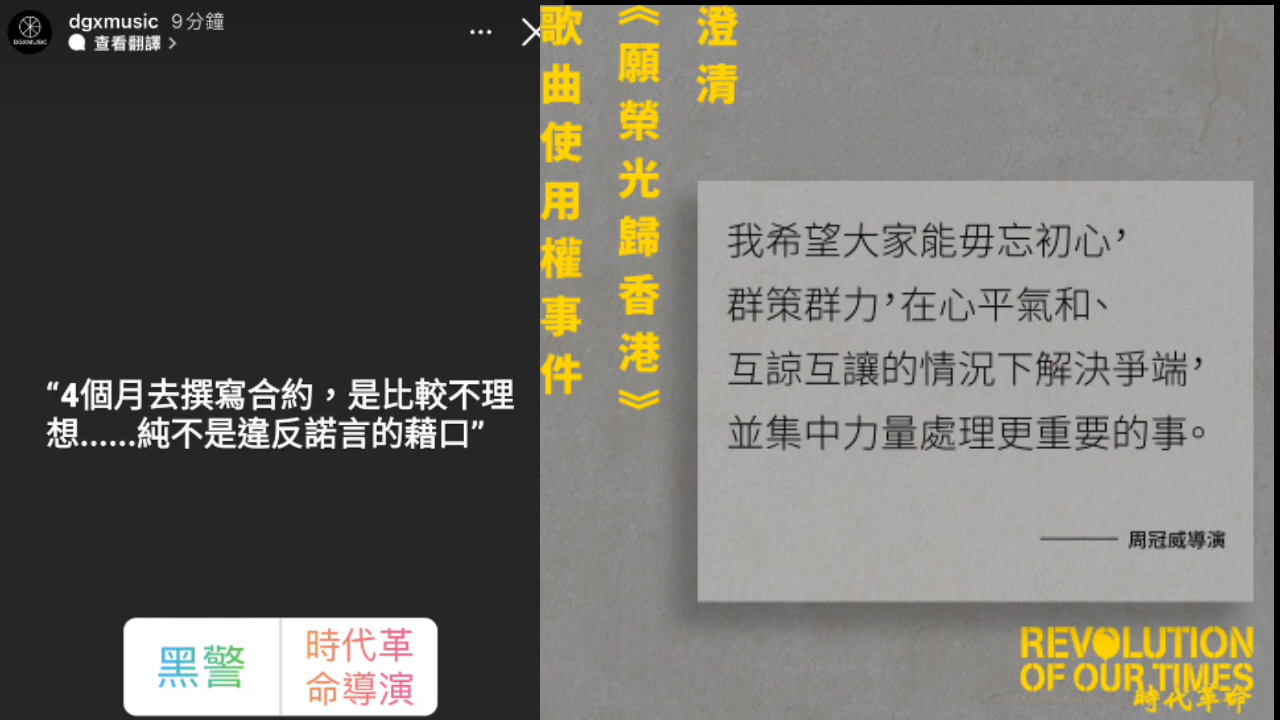 dgxmusic 9分鐘
查看翻譯
“4個月去撰寫合約，是比較不理
想......純不是違反諾言的藉口”
黑警
時代革
命導演
澄清
《願榮光歸香港》
歌曲使用權事件
我希望大家能毋忘初心，
群策群力，在心平氣和、
互諒互讓的情況下解決爭端，
並集中力量處理更重要的事。
周冠威導演
REVOLUTION
OF OUR TIMES
時代革命